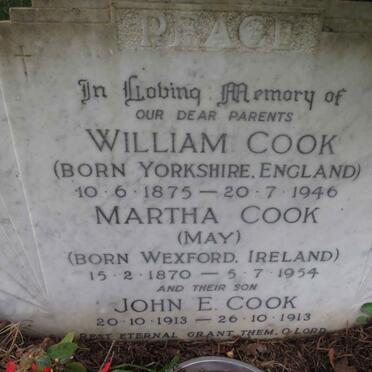 PEACE
In Loving Memory of
OUR DEAR PARENTS
WILLIAM COOK
(BORN YORKSHIRE, ENGLAND)
10·6·1875 — 20·7·1946
MARTHA COOK
(MAY)
(BORN WEXFORD, IRELAND)
15·2·1870 — 5·7·1954
AND THEIR SON
JOHN E. COOK
20·10·1913 — 26·10·1913
REST ETERNAL GRANT THEM, O LORD